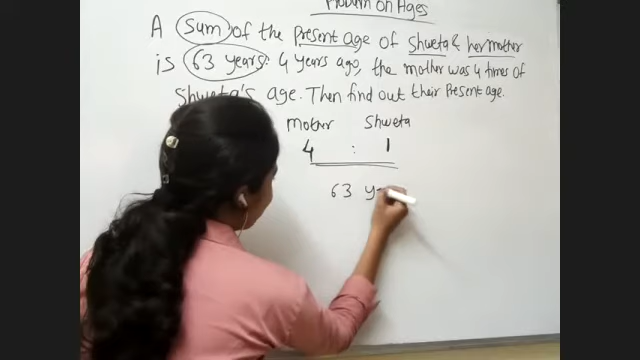 Problem on Ages
A sum of the present age of Shweta & her mother
is 63 years. 4 years ago, the mother was 4 times of
Shweta's age. Then find out their Present age.
Mother Shweta
4 : 1
63 ye